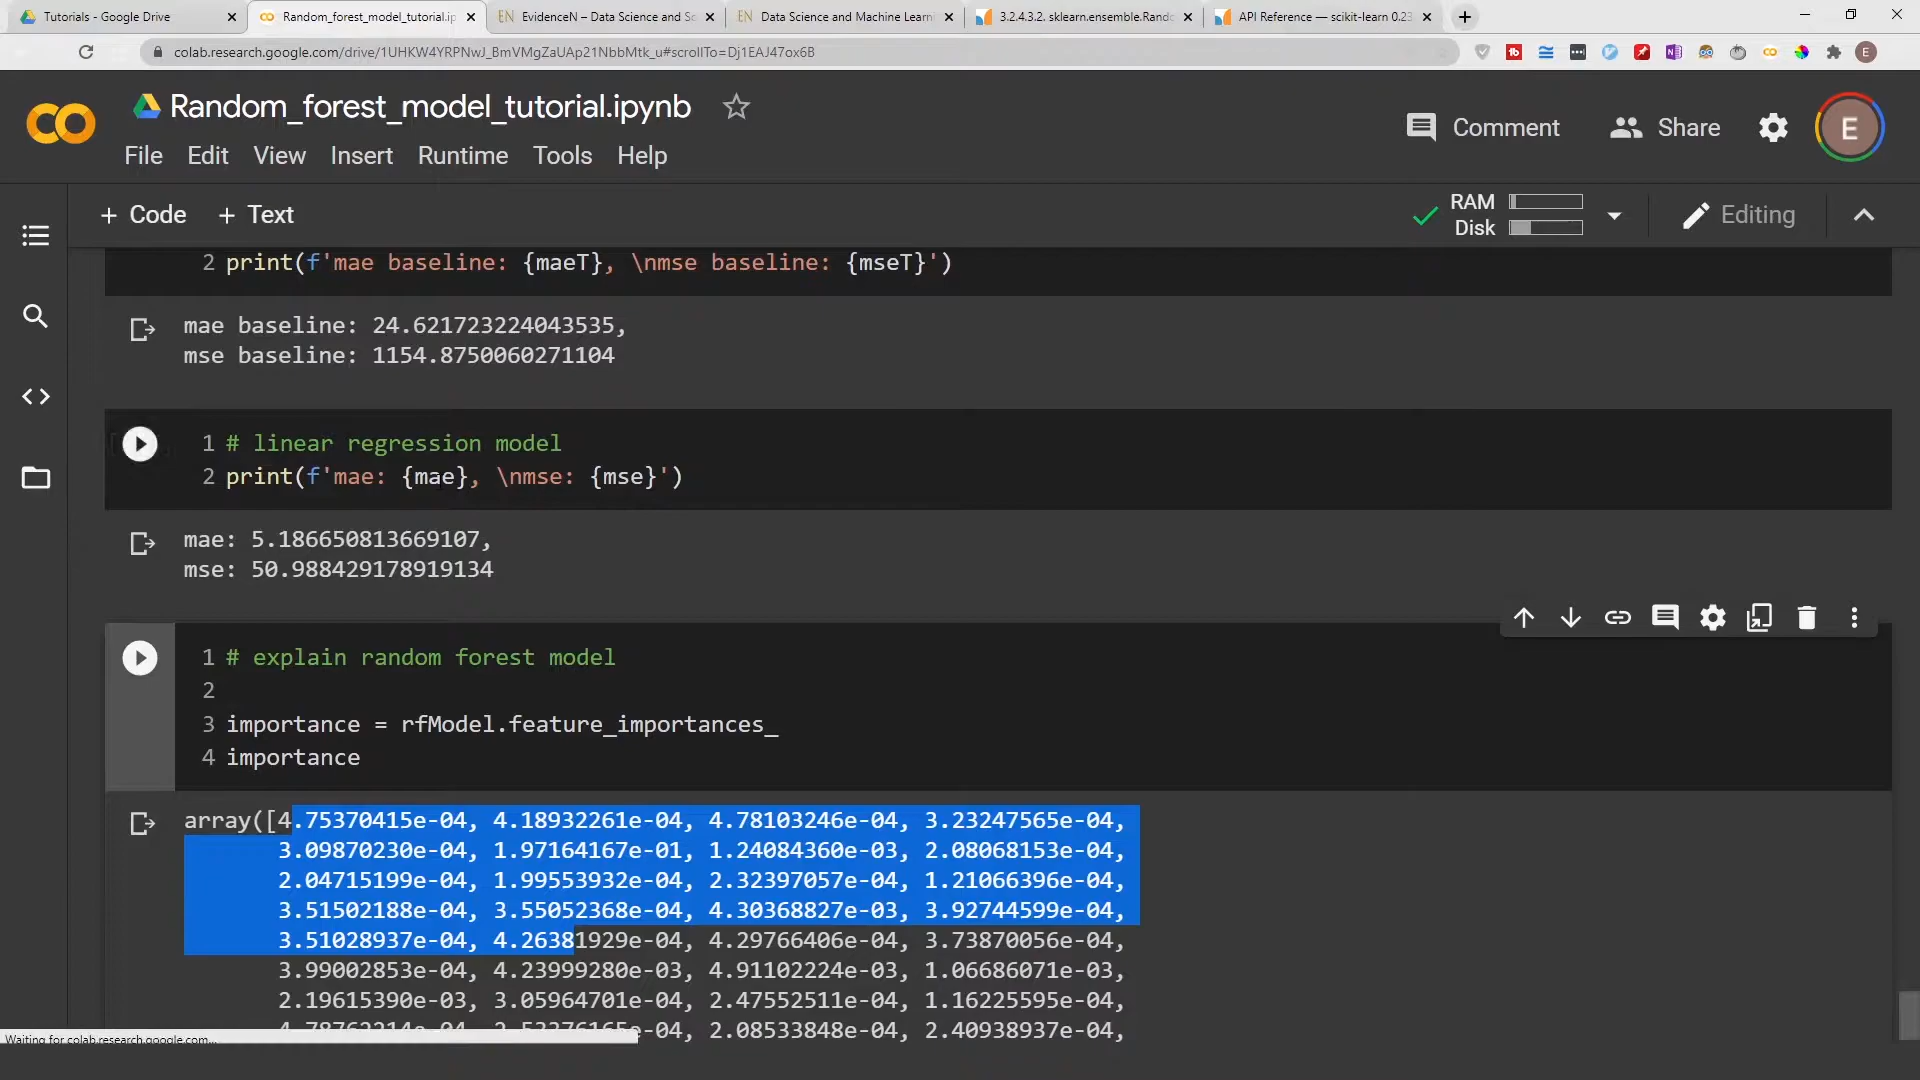 Tutorials - Google Drive
Random_forest_model_tutorial.ip
EN EvidenceN – Data Science and Sc
EN Data Science and Machine Learn
3.2.4.3.2. sklearn.ensemble.Rando
API Reference — scikit-learn 0.23
colab.research.google.com/drive/1UHKW4YRPNwJ_BmVMgZaUAp21NbbMtk_u#scrollTo=Dj1EAJ47ox6B
E
CO Random_forest_model_tutorial.ipynb
Comment
Share
E
File Edit View Insert Runtime Tools Help
+ Code + Text
RAM
Disk
Editing
2 print(f'mae baseline: {maeT}, \nmse baseline: {mseT}')
mae baseline: 24.621723224043535,
mse baseline: 1154.8750060271104
1 # linear regression model
2 print(f'mae: {mae}, \nmse: {mse}')
mae: 5.186650813669107,
mse: 50.988429178919134
1 # explain random forest model
2
3 importance = rfModel.feature_importances_
4 importance
array([4.75370415e-04, 4.18932261e-04, 4.78103246e-04, 3.23247565e-04,
3.09870230e-04, 1.97164167e-01, 1.24084360e-03, 2.08068153e-04,
2.04715199e-04, 1.99553932e-04, 2.32397057e-04, 1.21066396e-04,
3.51502188e-04, 3.55052368e-04, 4.30368827e-03, 3.92744599e-04,
3.51028937e-04, 4.26381929e-04, 4.29766406e-04, 3.73870056e-04,
3.99002853e-04, 4.23999280e-03, 4.91102224e-03, 1.06686071e-03,
2.19615390e-03, 3.05964701e-04, 2.47552511e-04, 1.16225595e-04,
2.08533848e-04, 2.40938937e-04,
Waiting for colab.research.google.com...